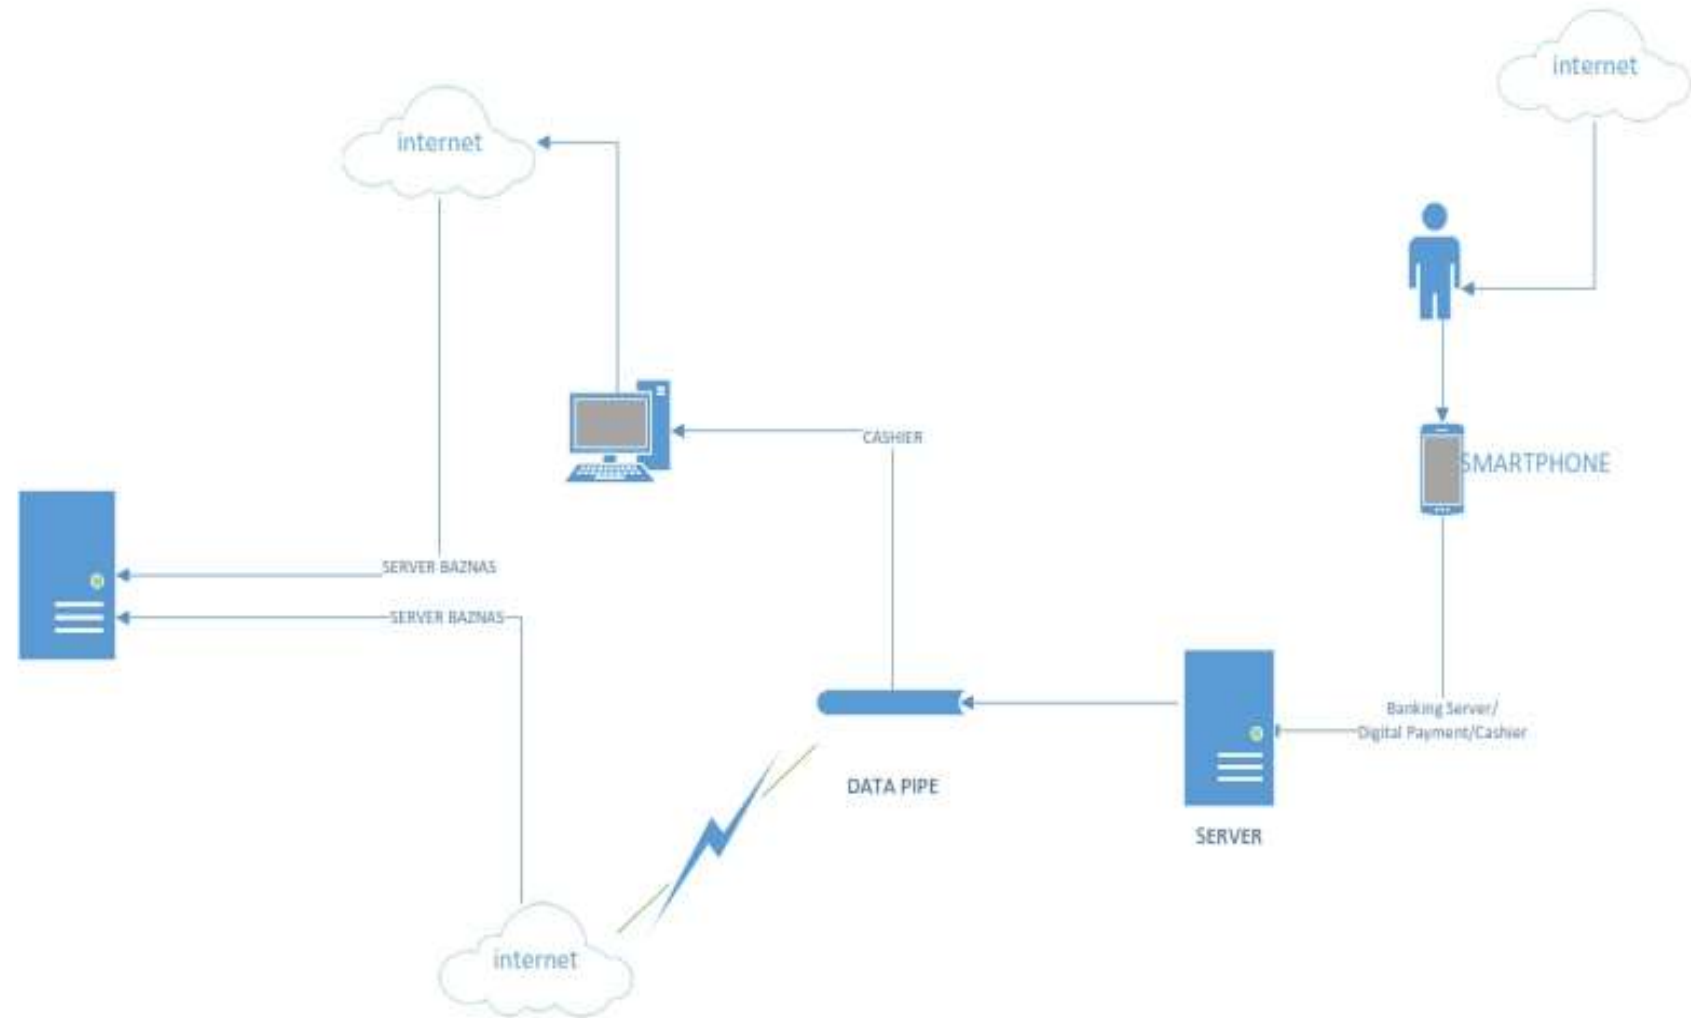 internet
internet
CASHIER
SMARTPHONE
SERVER BAZNAS
SERVER BAZNAS
Banking Server/
Digital Payment/Cashier
DATA PIPE
SERVER
internet